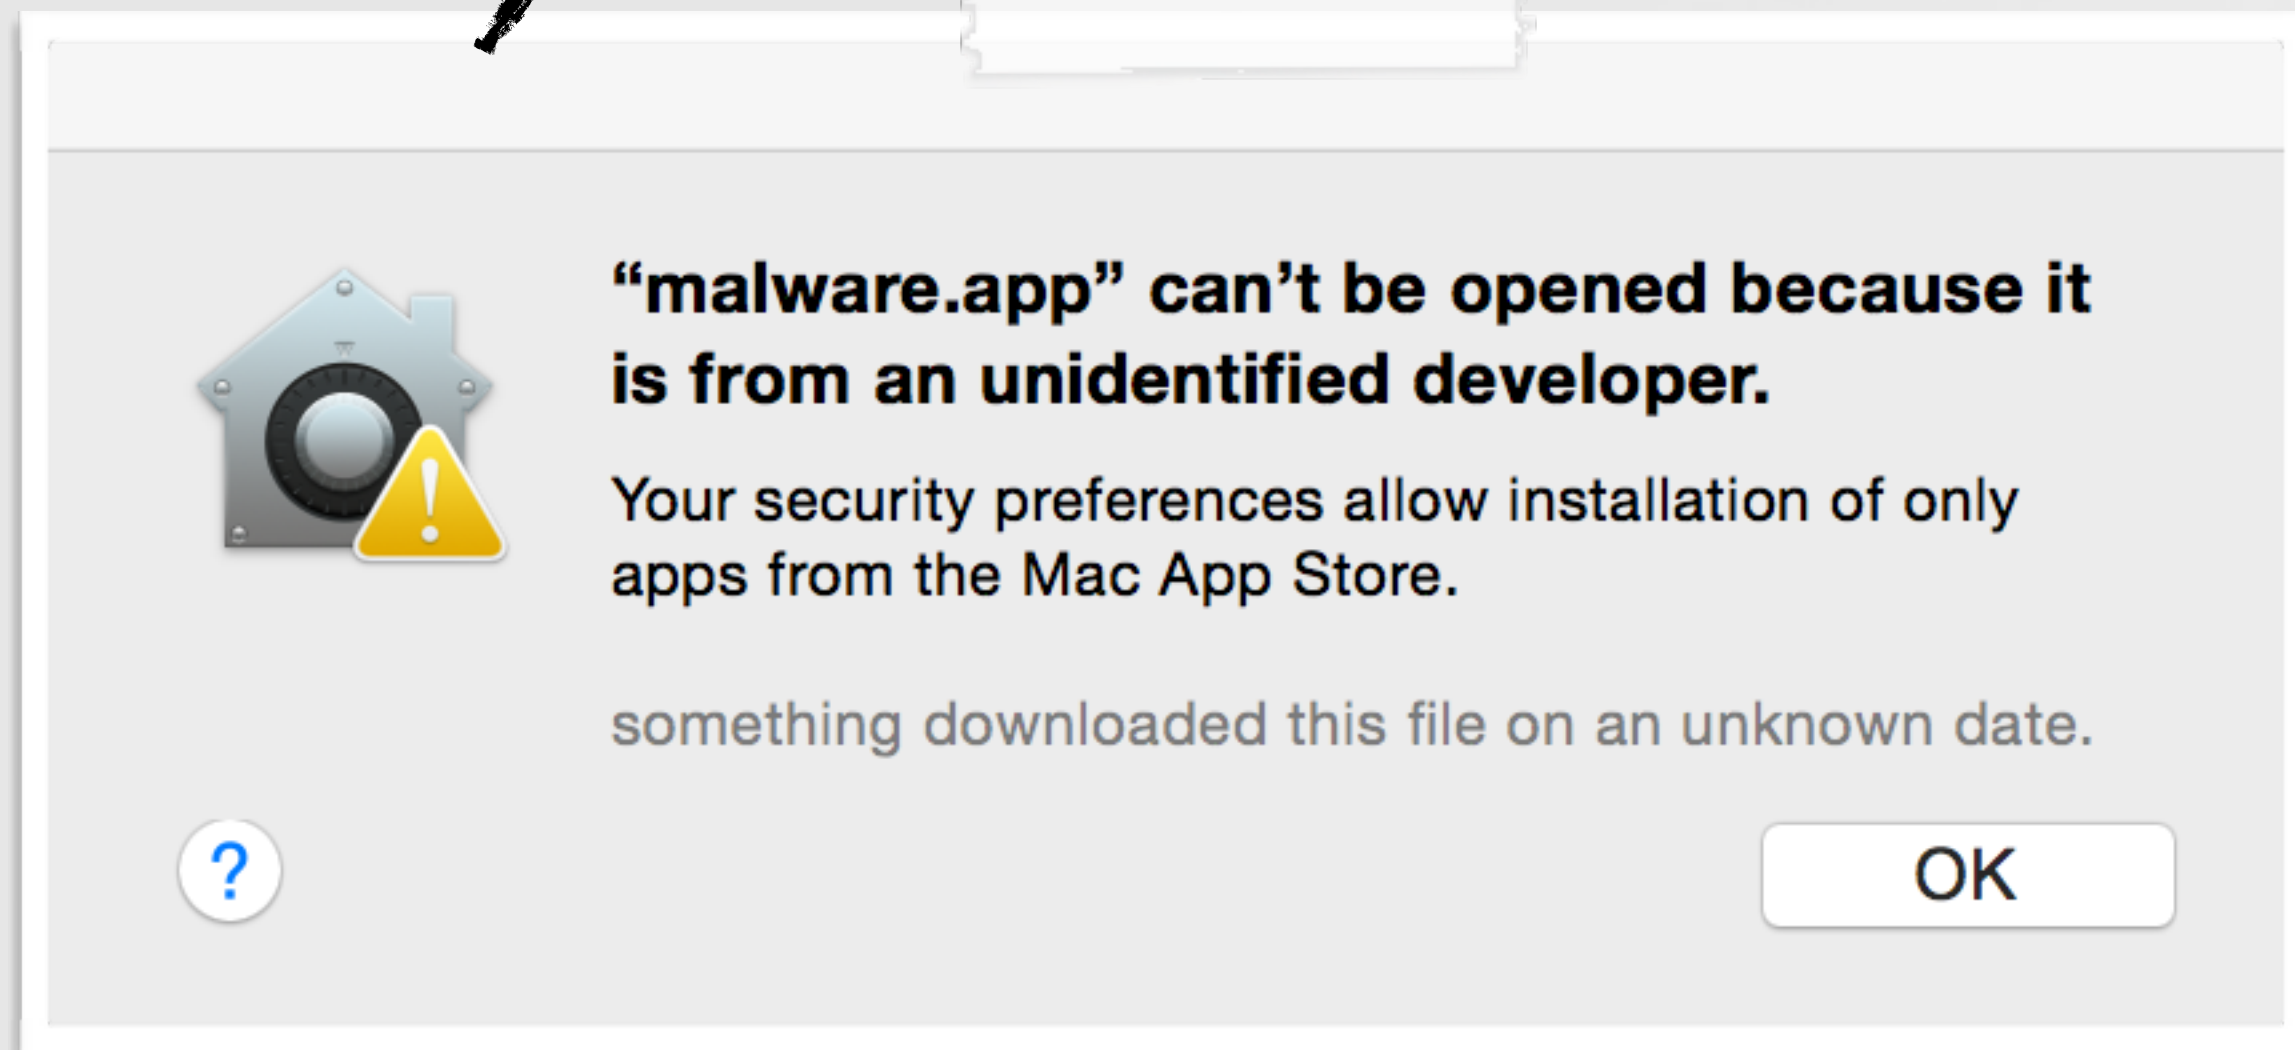 “malware.app” can’t be opened because it
is from an unidentified developer.
Your security preferences allow installation of only
apps from the Mac App Store.
something downloaded this file on an unknown date.
?
OK